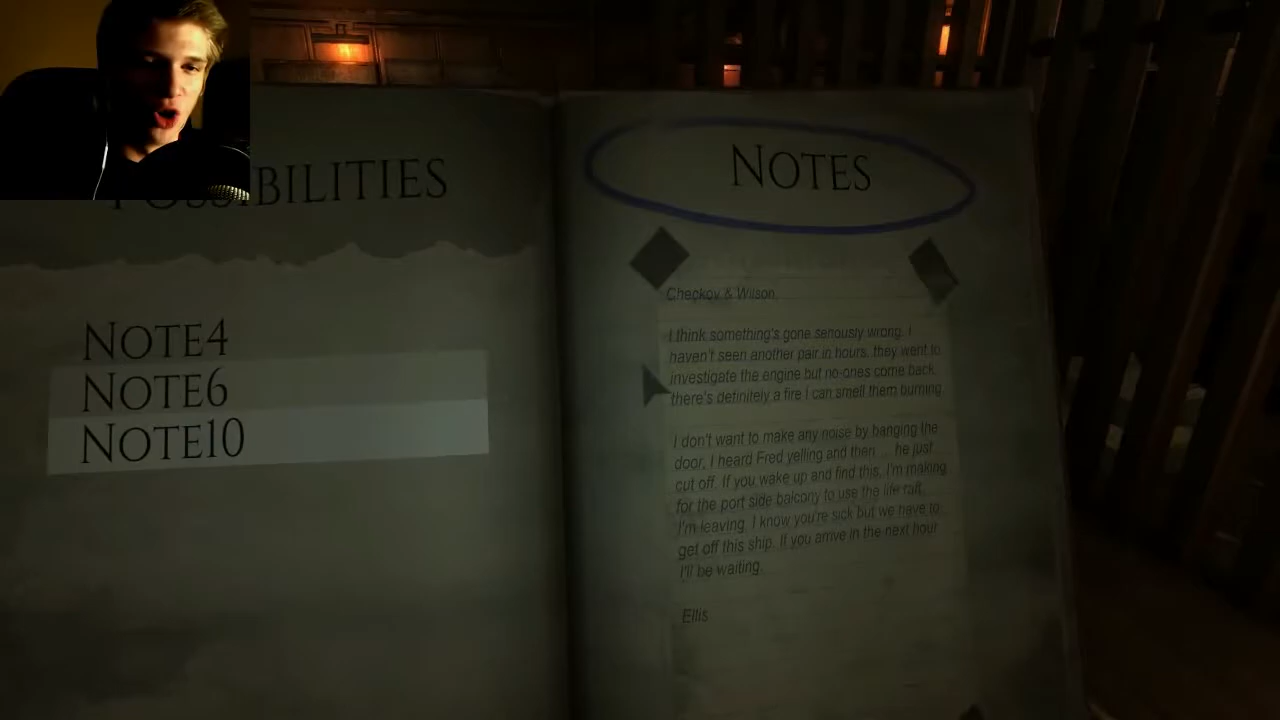 POSSIBILITIES
NOTE4
NOTE6
NOTE10
NOTES
Checkov & Wilson,
I think something's gone seriously wrong. I
haven't seen another pair in hours, they went to
investigate the engine but no-ones come back.
there's definitely a fire I can smell them burning.
I don't want to make any noise by banging the
door, I heard Fred yelling and then ... he just
cut off. If you wake up and find this, I'm making
for the port side balcony to use the life raft.
I'm leaving. I know you're sick but we have to
get off this ship. If you arrive in the next hour
I'll be waiting.
Ellis